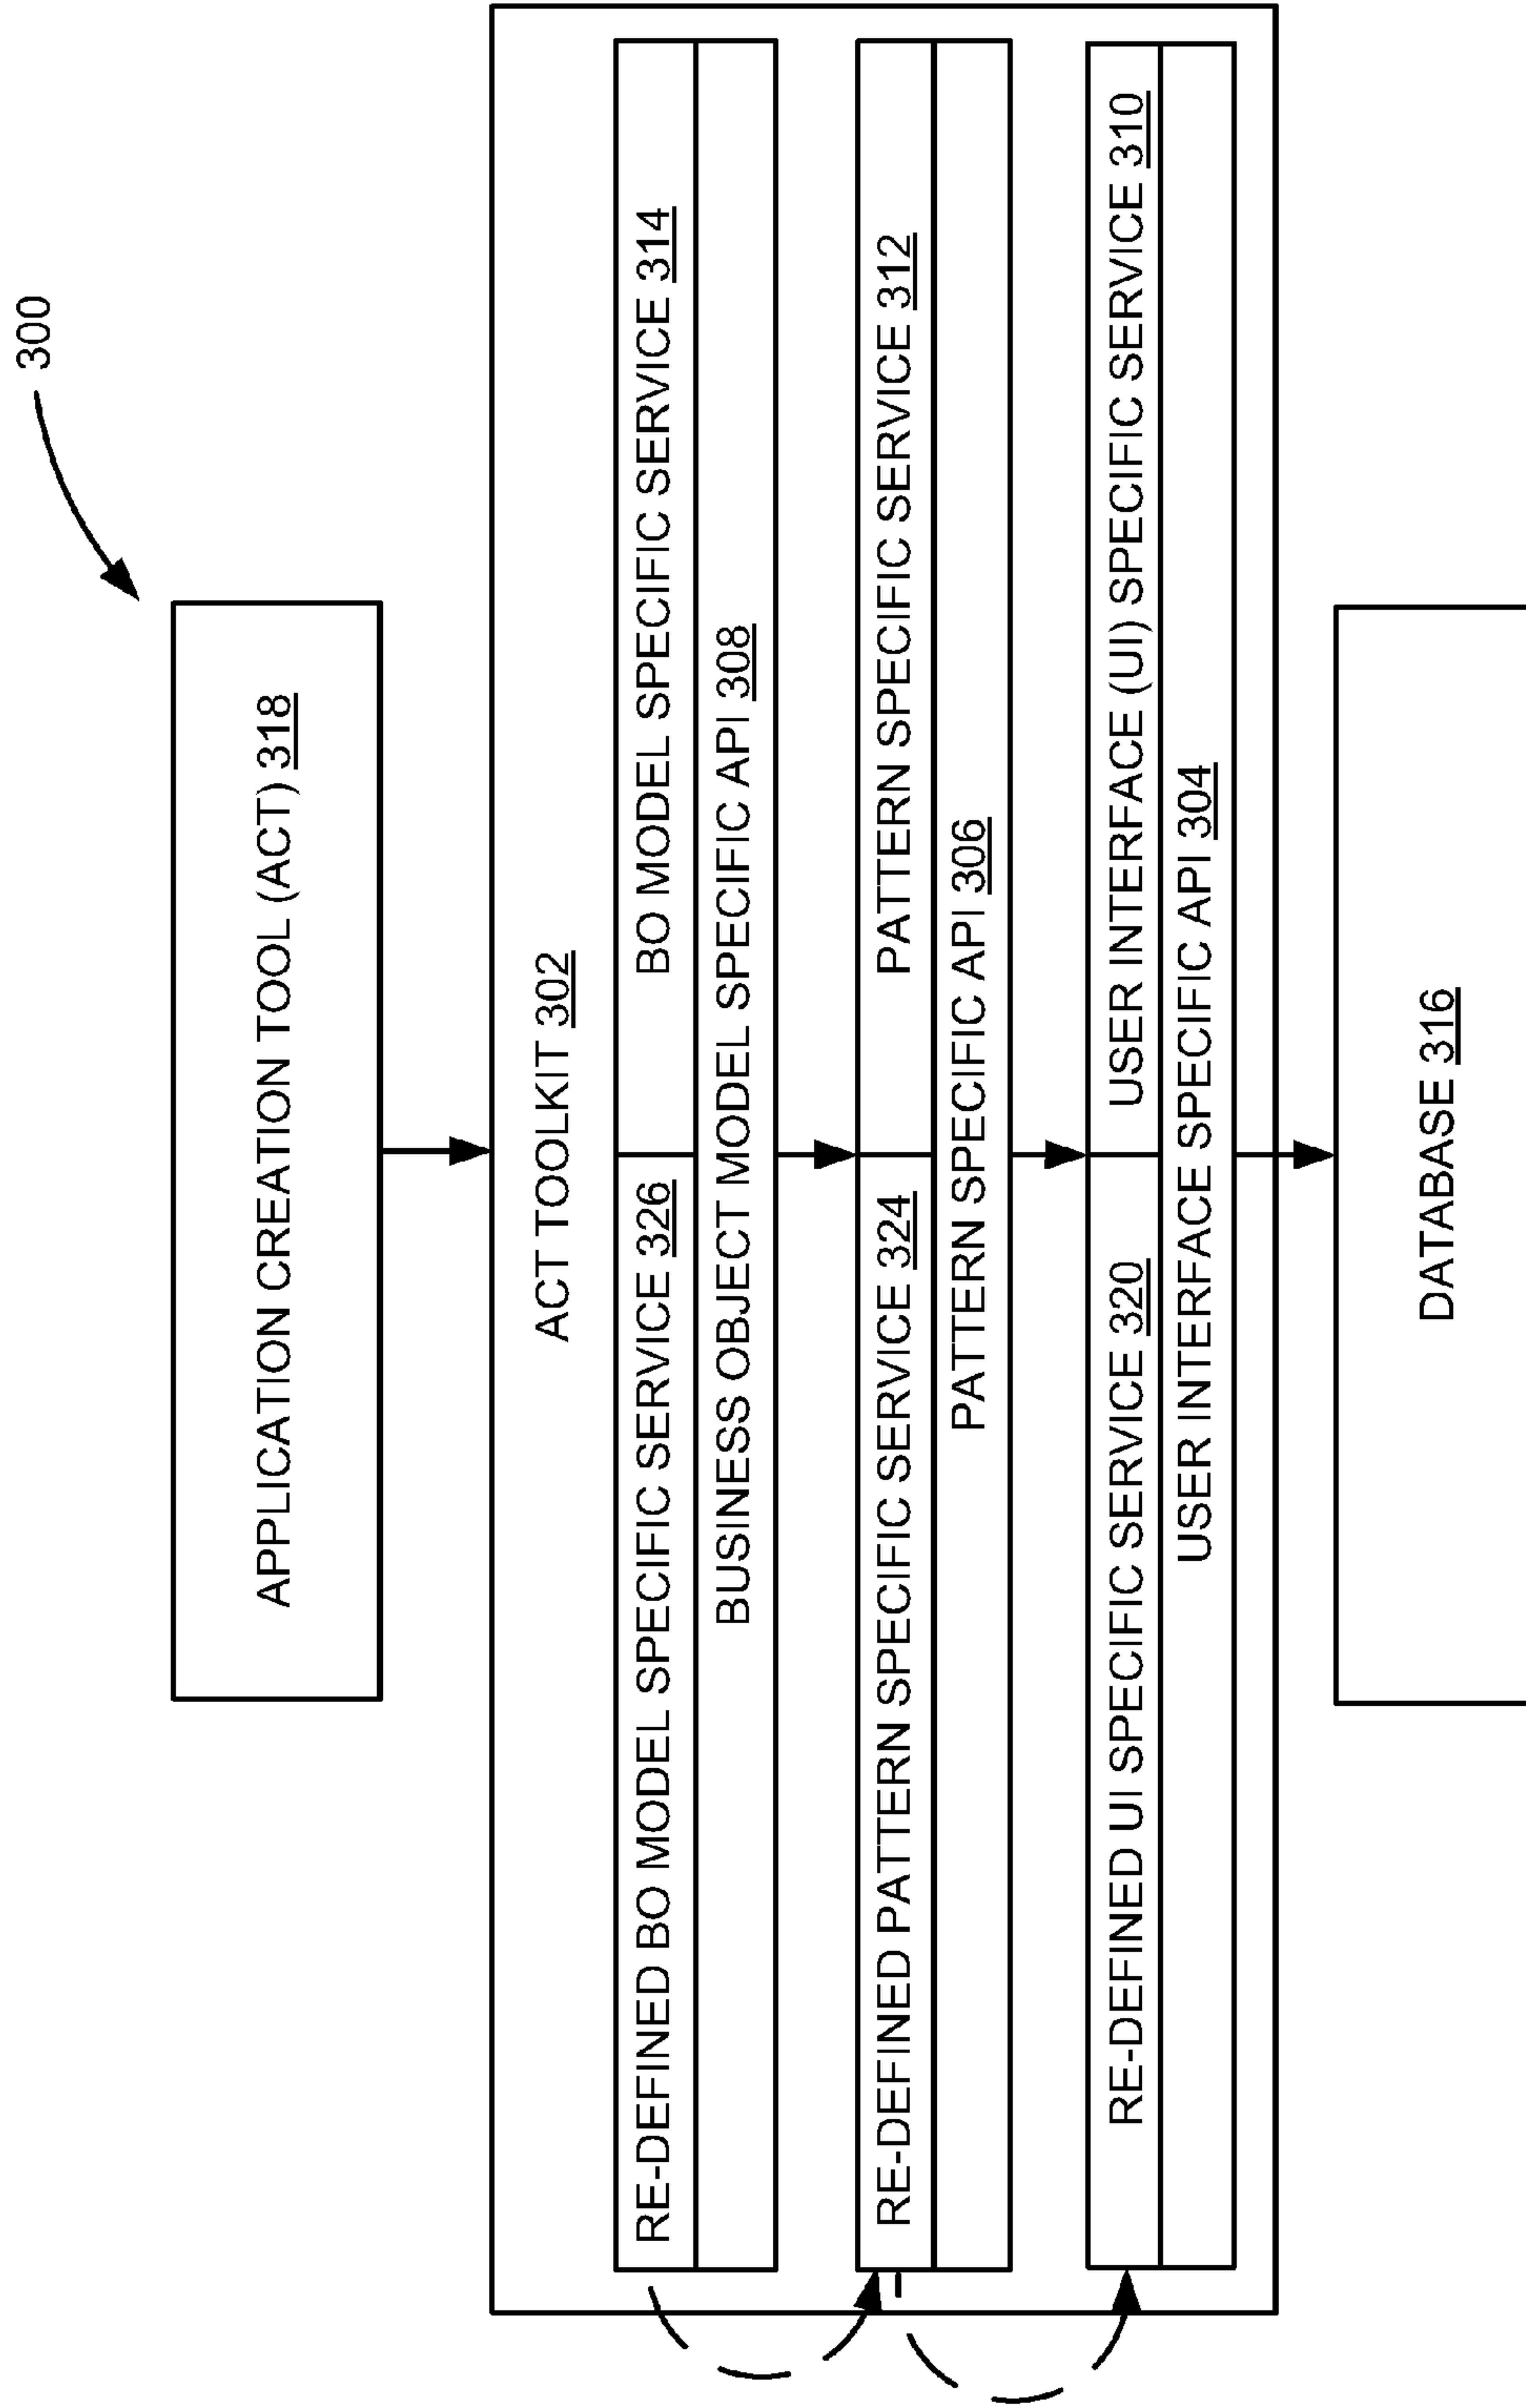 300
APPLICATION CREATION TOOL (ACT) 318
ACT TOOLKIT 302
RE-DEFINED BO MODEL SPECIFIC SERVICE 326
BO MODEL SPECIFIC SERVICE 314
BUSINESS OBJECT MODEL SPECIFIC API 308
RE-DEFINED PATTERN SPECIFIC SERVICE 324
PATTERN SPECIFIC SERVICE 312
PATTERN SPECIFIC API 306
RE-DEFINED UI SPECIFIC SERVICE 320
USER INTERFACE (UI) SPECIFIC SERVICE 310
USER INTERFACE SPECIFIC API 304
DATABASE 316